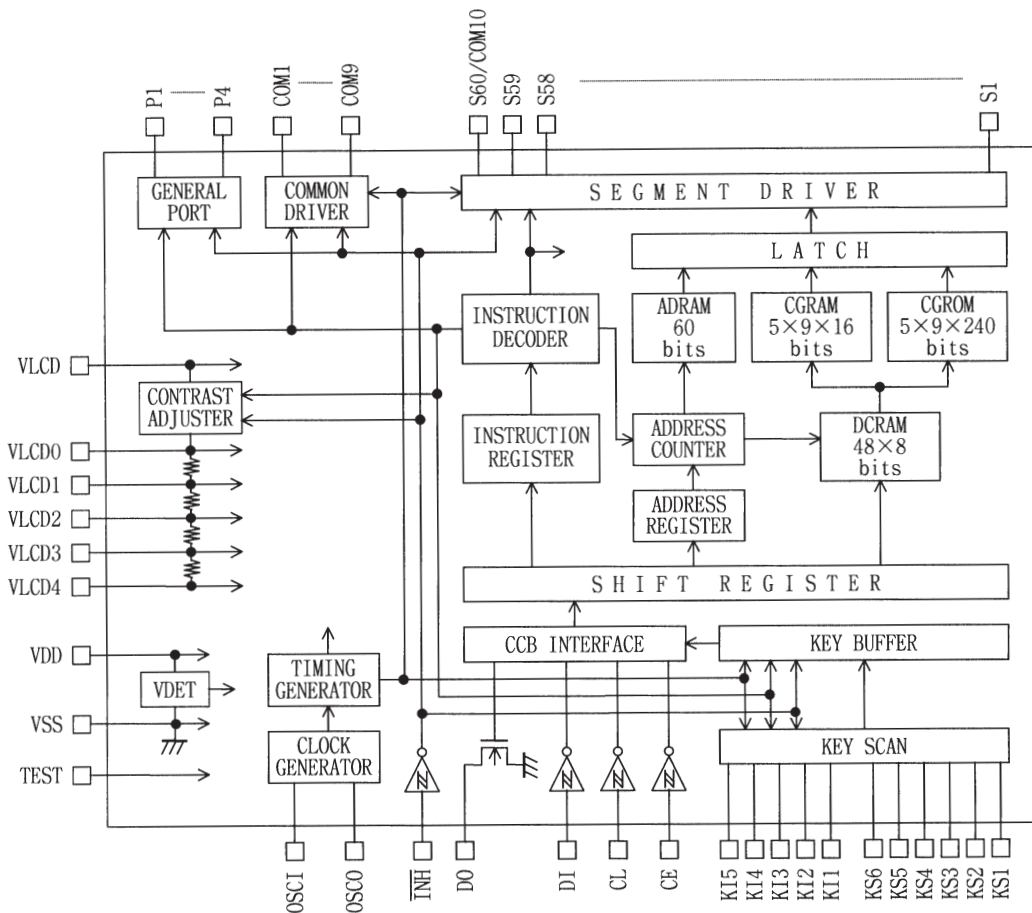 P1
P4
COM1
COM9
S60/COM10
S59
S58
S1
GENERAL
PORT
COMMON
DRIVER
SEGMENT DRIVER
LATCH
INSTRUCTION
DECODER
ADRAM
60
bits
CGRAM
5×9×16
bits
CGROM
5×9×240
bits
VLCD
CONTRAST
ADJUSTER
INSTRUCTION
REGISTER
ADDRESS
COUNTER
DCRAM
48×8
bits
VLCD0
VLCD1
VLCD2
VLCD3
VLCD4
ADDRESS
REGISTER
SHIFT REGISTER
CCB INTERFACE
KEY BUFFER
VDD
VDET
VSS
TEST
TIMING
GENERATOR
CLOCK
GENERATOR
KEY SCAN
OSCI
OSCO
INH
DO
DI
CL
CE
KI5
KI4
KI3
KI2
KI1
KS6
KS5
KS4
KS3
KS2
KS1